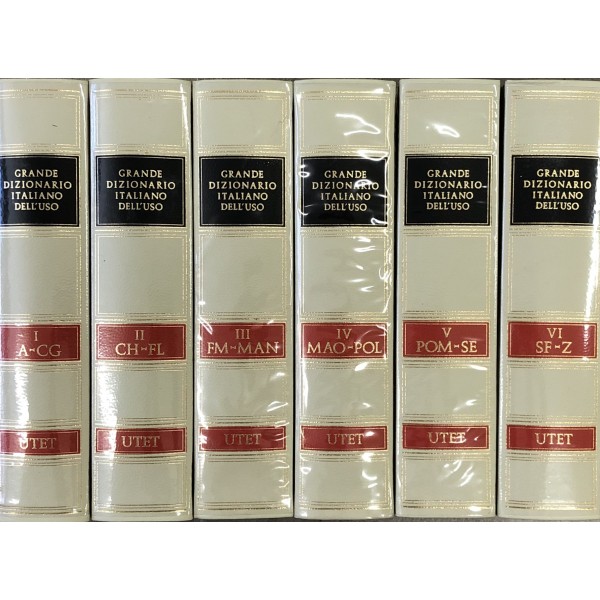 GRANDE
DIZIONARIO
ITALIANO
DELL'USO
I
A-CG
UTET
GRANDE
DIZIONARIO
ITALIANO
DELL'USO
II
CH-FL
UTET
GRANDE
DIZIONARIO
ITALIANO
DELL'USO
III
FM-MAN
UTET
GRANDE
DIZIONARIO
ITALIANO
DELL'USO
IV
MAO-POL
UTET
GRANDE
DIZIONARIO
ITALIANO
DELL'USO
V
POM-SE
UTET
GRANDE
DIZIONARIO
ITALIANO
DELL'USO
VI
SF-Z
UTET